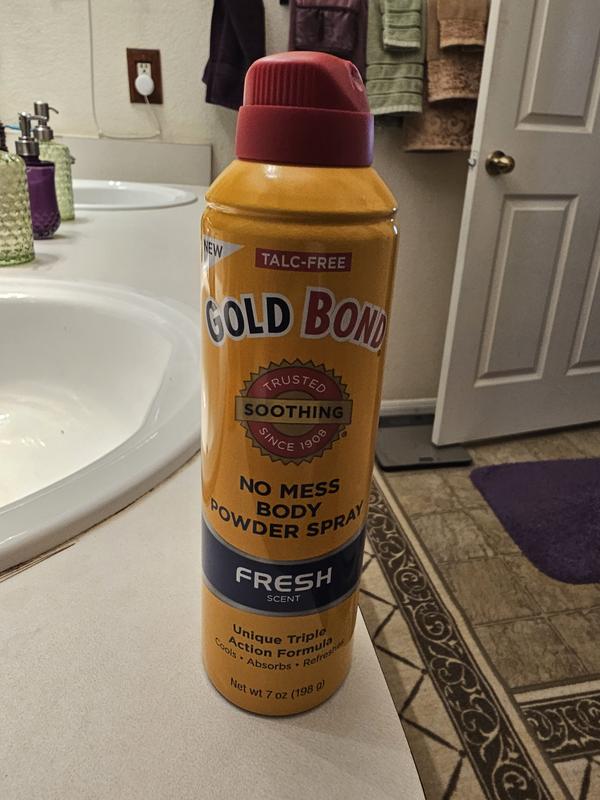 NEW
TALC-FREE
GOLD BOND
TRUSTED
SOOTHING
SINCE 1908
®
NO MESS
BODY
POWDER SPRAY
FRESH
SCENT
Unique Triple
Action Formula
Cools • Absorbs • Refreshes
Net wt 7 oz (198 g)